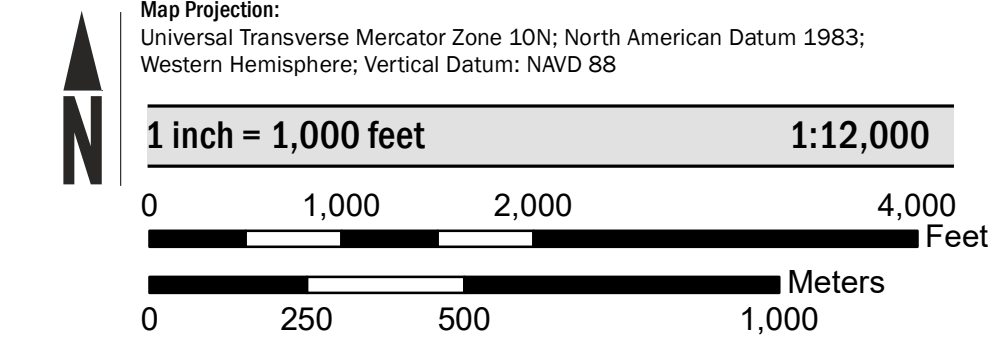 Map Projection:
Universal Transverse Mercator Zone 10N; North American Datum 1983;
Western Hemisphere; Vertical Datum: NAVD 88
N
1 inch = 1,000 feet 1:12,000
0 1,000 2,000 4,000
Feet
Meters
0 250 500 1,000